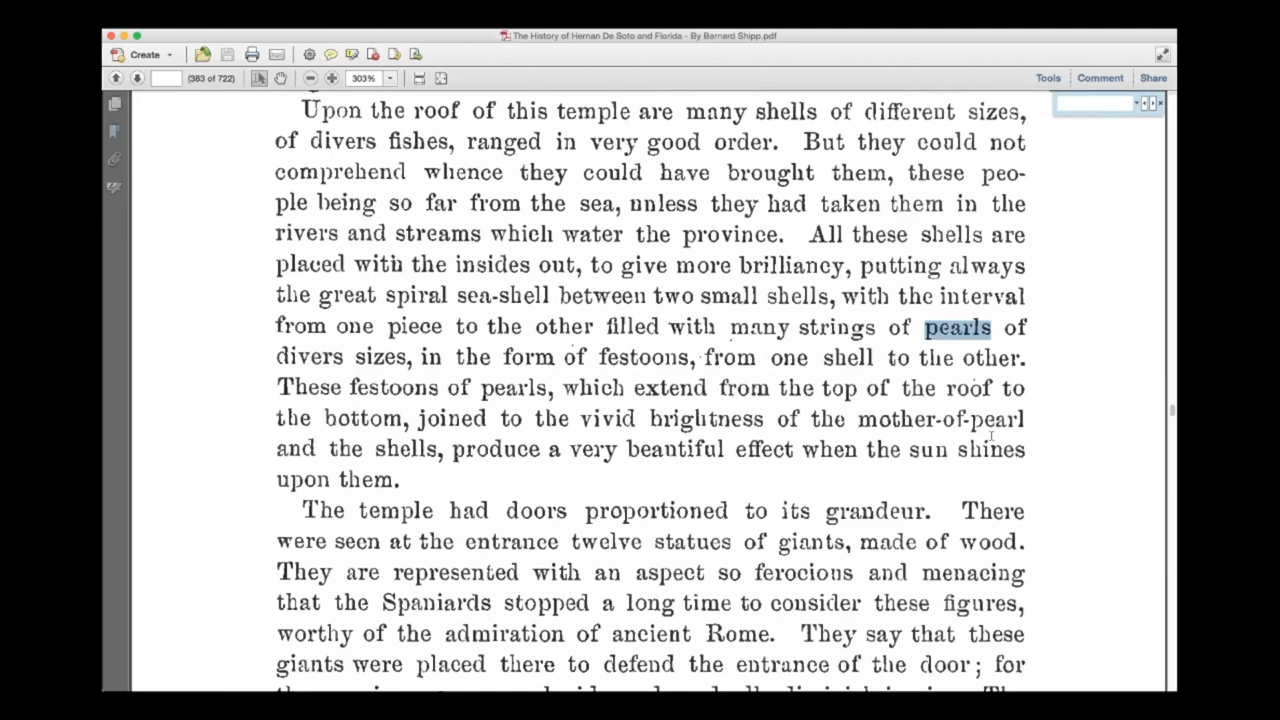 The History of Hernan De Soto and Florida - By Barnard Shipp.pdf
Create
(383 of 722)
303%
Tools
Comment
Share
Upon the roof of this temple are many shells of different sizes,
of divers fishes, ranged in very good order. But they could not
comprehend whence they could have brought them, these peo-
ple being so far from the sea, unless they had taken them in the
rivers and streams which water the province. All these shells are
placed with the insides out, to give more brilliancy, putting always
the great spiral sea-shell between two small shells, with the interval
from one piece to the other filled with many strings of pearls of
divers sizes, in the form of festoons, from one shell to the other.
These festoons of pearls, which extend from the top of the roof to
the bottom, joined to the vivid brightness of the mother-of-pearl
and the shells, produce a very beautiful effect when the sun shines
upon them.
The temple had doors proportioned to its grandeur. There
were seen at the entrance twelve statues of giants, made of wood.
They are represented with an aspect so ferocious and menacing
that the Spaniards stopped a long time to consider these figures,
worthy of the admiration of ancient Rome. They say that these
giants were placed there to defend the entrance of the door; for